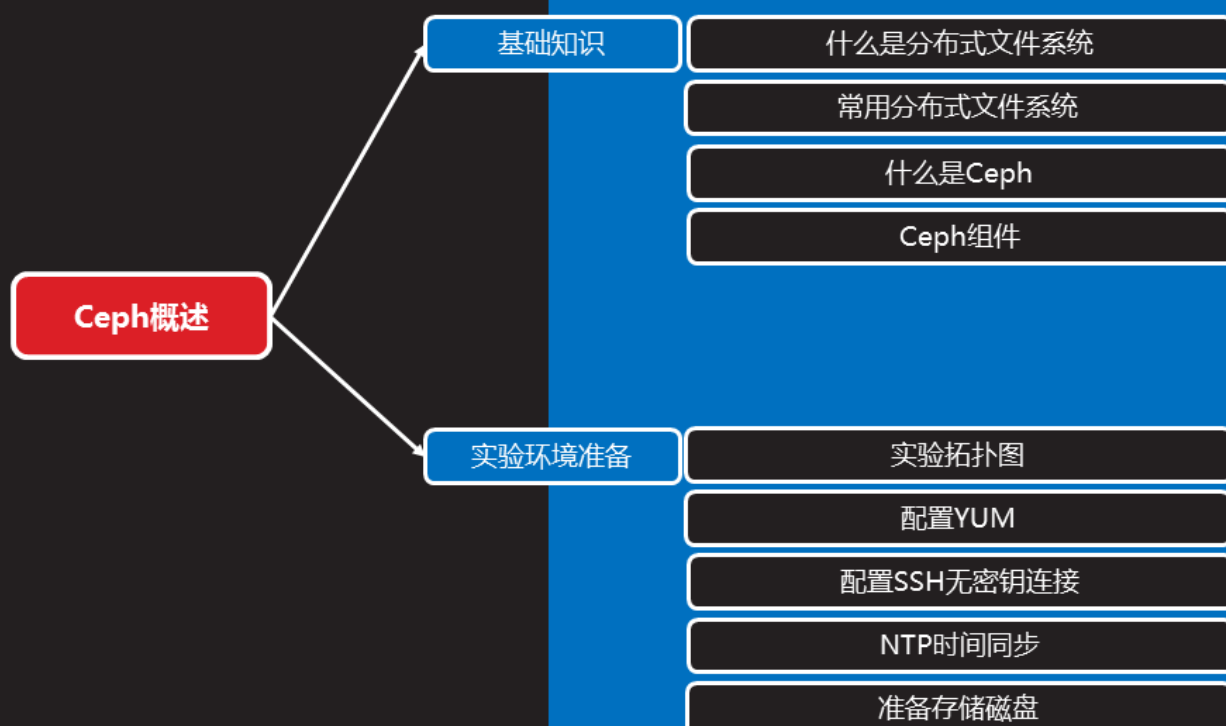 Ceph概述
基础知识
什么是分布式文件系统
常用分布式文件系统
什么是Ceph
Ceph组件
实验环境准备
实验拓扑图
配置YUM
配置SSH无密钥连接
NTP时间同步
准备存储磁盘